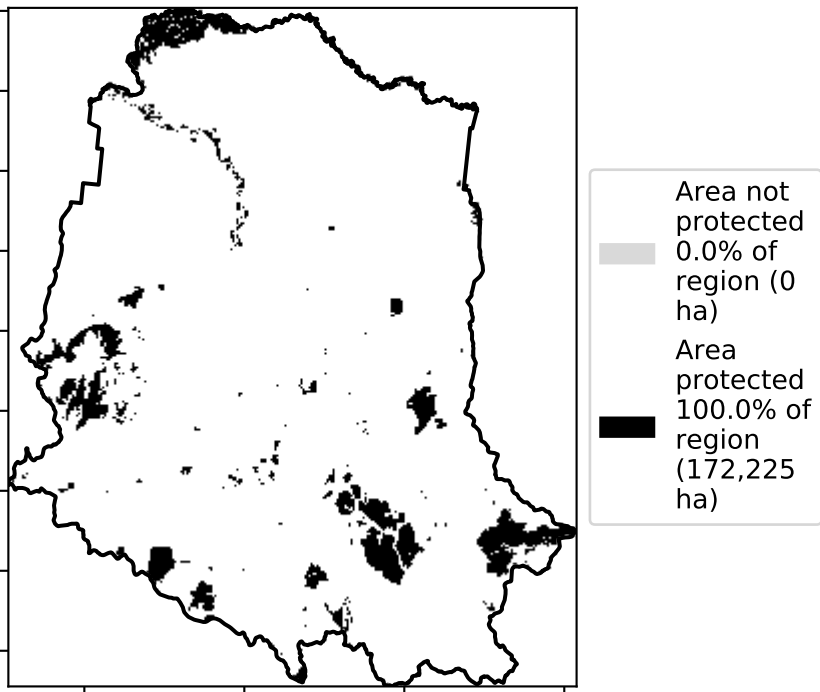 Area not
protected
0.0% of
region (0
ha)
Area
protected
100.0% of
region
(172,225
ha)